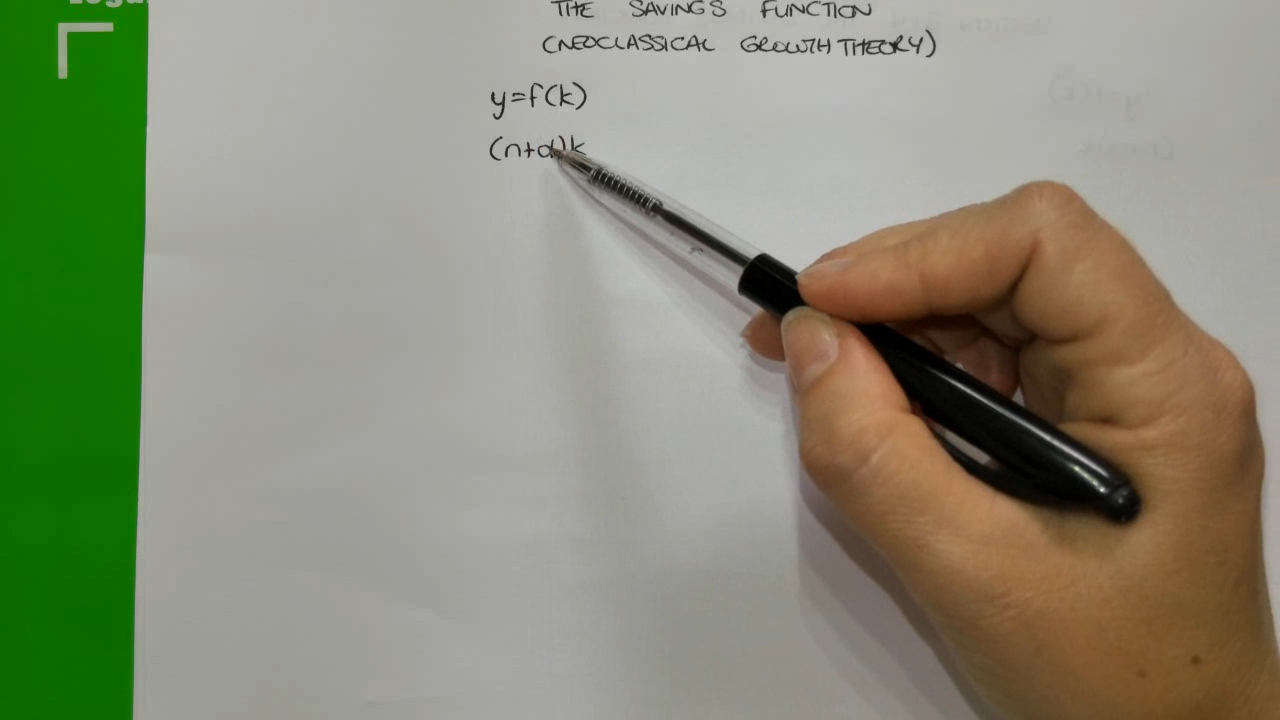 THE SAVINGS FUNCTION
(NEOCLASSICAL GROWTH THEORY)
y=f(k)
(n+d)k